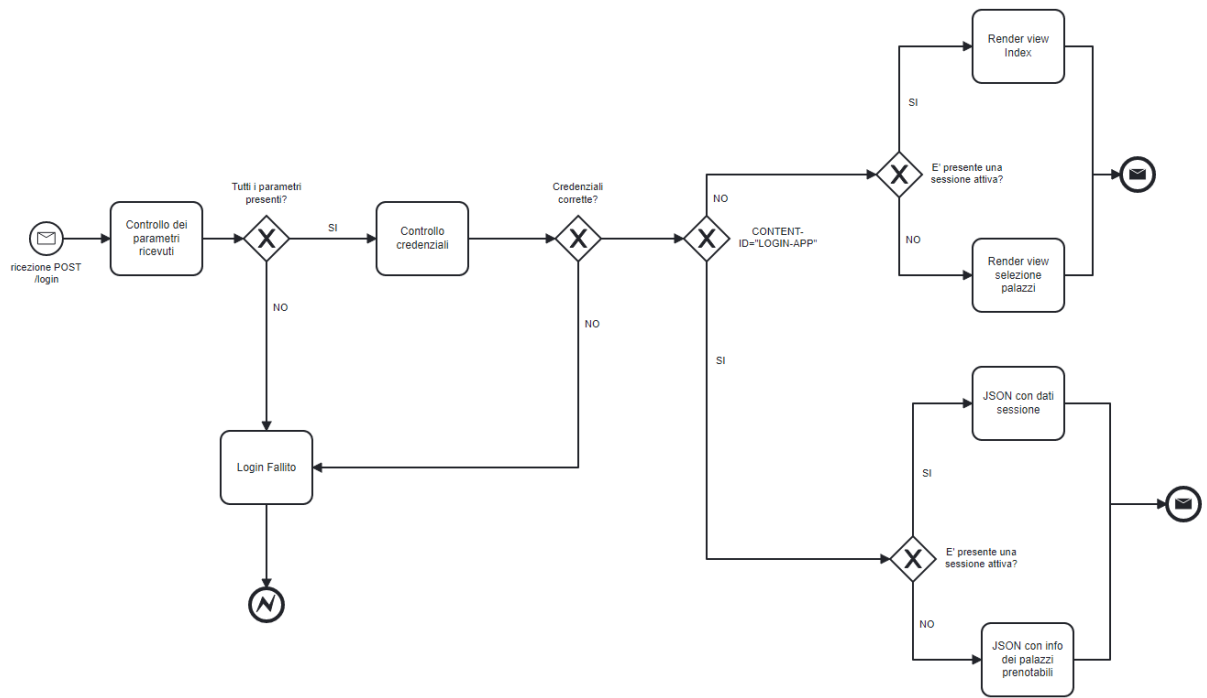 ricezione POST
/login
Controllo dei
parametri
ricevuti
Tutti i parametri
presenti?
SI
NO
Controllo
credenziali
Credenziali
corrette?
NO
Login Fallito
CONTENT-
ID="LOGIN-APP"
NO
SI
E' presente una
sessione attiva?
SI
NO
Render view
Index
Render view
selezione
palazzi
E' presente una
sessione attiva?
SI
NO
JSON con dati
sessione
JSON con info
dei palazzi
prenotabili